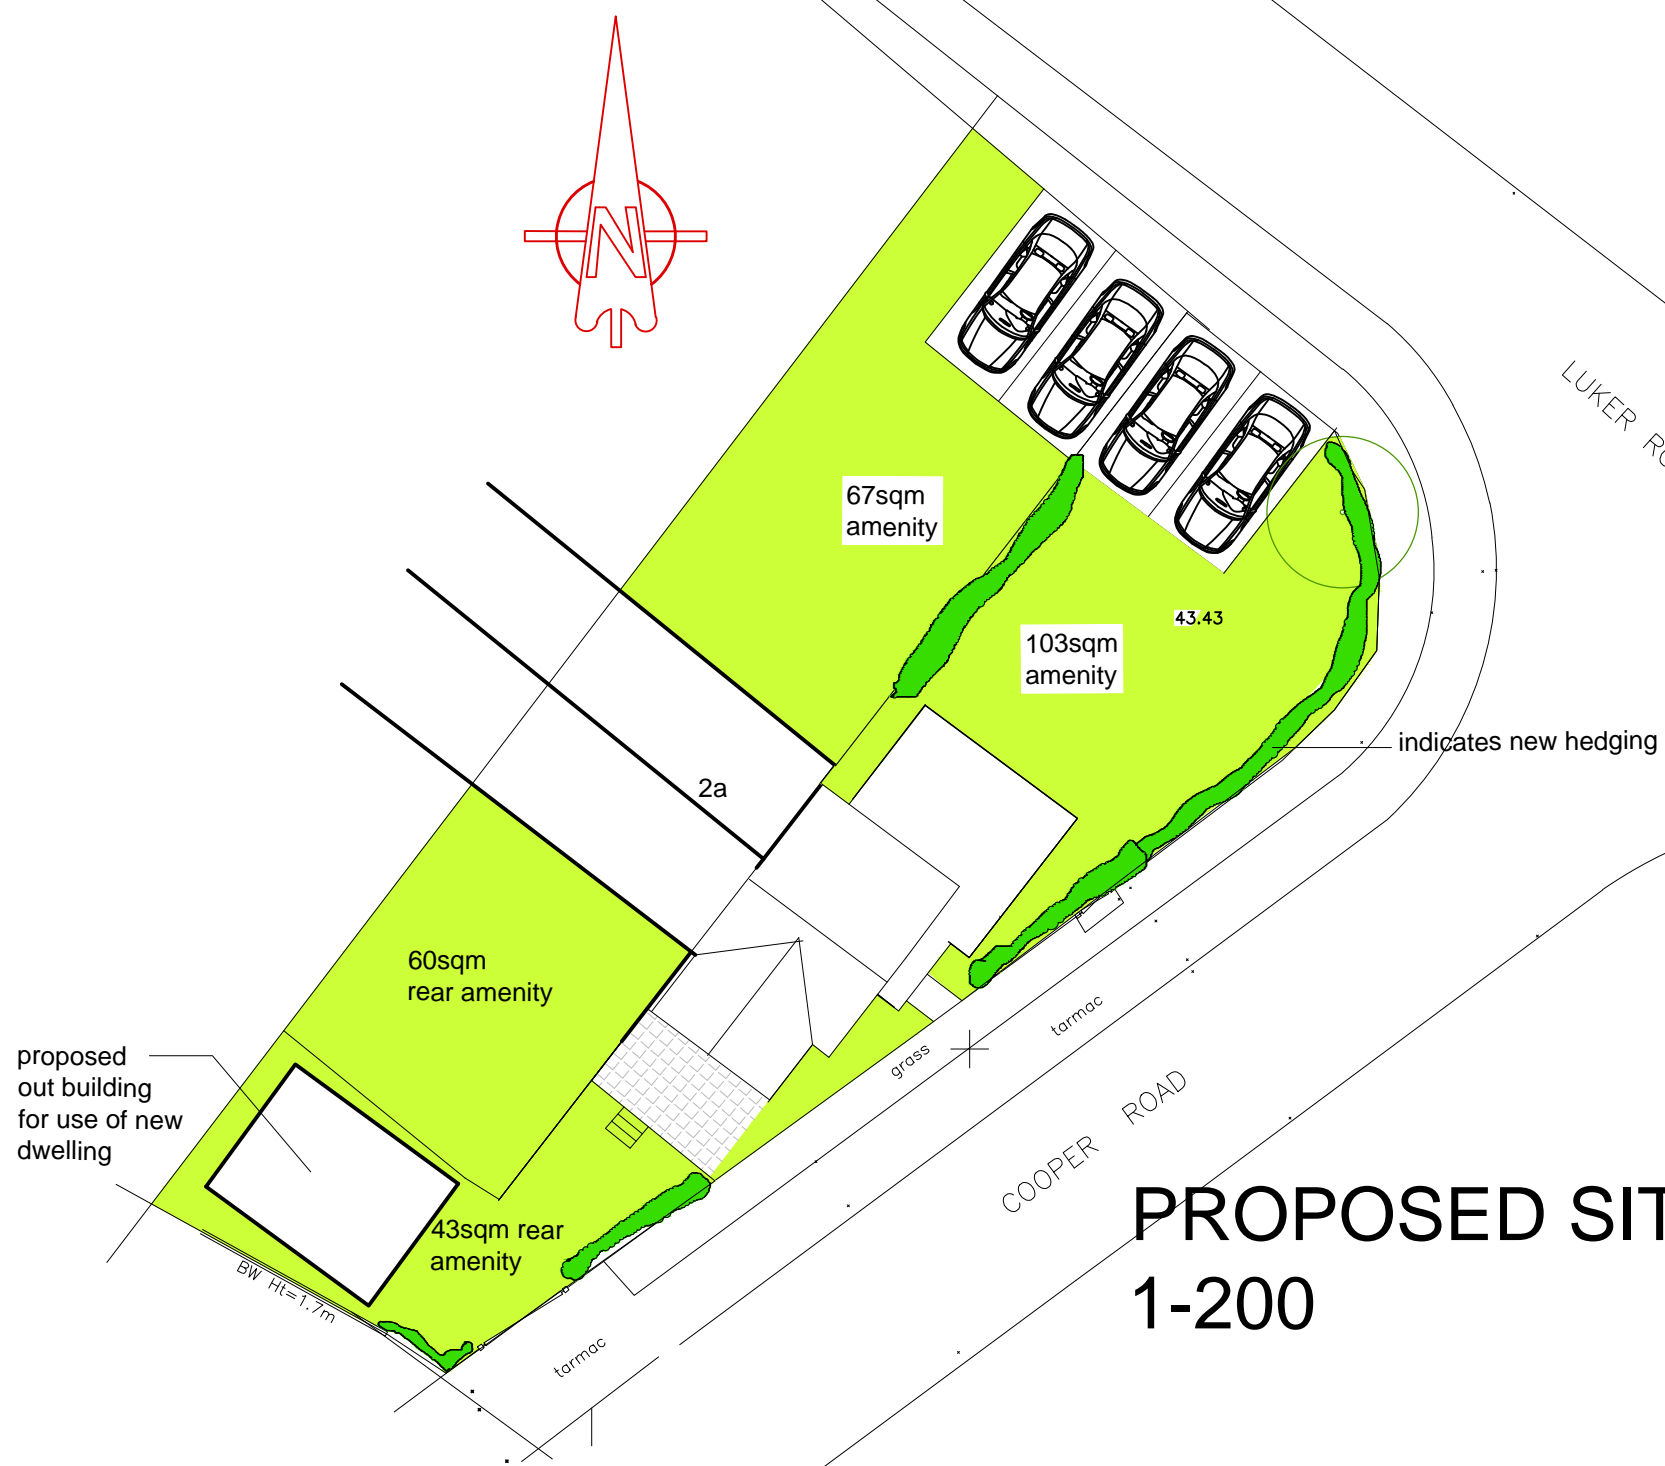 N
LUKER
67sqm
amenity
43.43
103sqm
amenity
indicates new hedging
2a
60sqm
rear amenity
tarmac
grass
proposed
out building
for use of new
dwelling
COOPER ROAD
43sqm rear
amenity
BW Ht=1.7m
tarmac
PROPOSED SIT
1-200